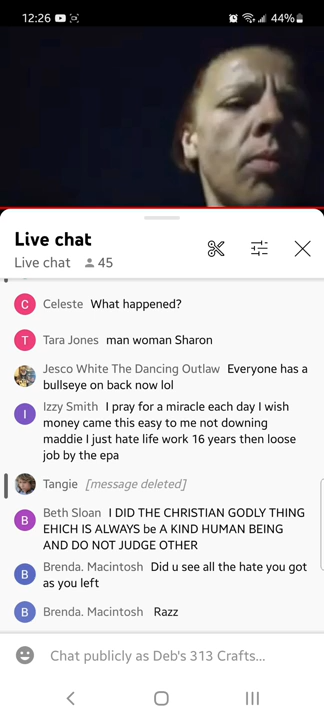 12:26
44%
Live chat
Live chat 45
C Celeste What happened?
T Tara Jones man woman Sharon
Jesco White The Dancing Outlaw Everyone has a
bullseye on back now lol
I Izzy Smith I pray for a miracle each day I wish
money came this easy to me not downing
maddie I just hate life work 16 years then loose
job by the epa
Tangie [message deleted]
B Beth Sloan I DID THE CHRISTIAN GODLY THING
EHICH IS ALWAYS be A KIND HUMAN BEING
AND DO NOT JUDGE OTHER
B Brenda. Macintosh Did u see all the hate you got
as you left
B Brenda. Macintosh Razz
Chat publicly as Deb's 313 Crafts...